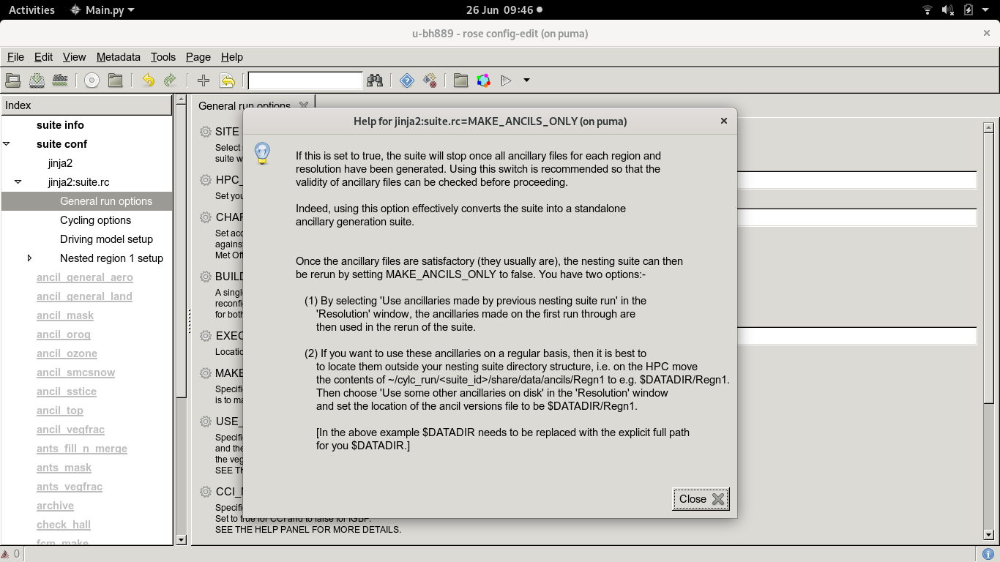 Activities
Main.py
26 Jun 09:46
u-bh889 - rose config-edit (on puma)
File Edit View Metadata Tools Page Help
Index
suite info
suite conf
jinja2
jinja2:suite.rc
General run options
Cycling options
Driving model setup
Nested region 1 setup
ancil_general_aero
ancil_general_land
ancil_mask
ancil_orog
ancil_ozone
ancil_smcsnow
ancil_sstice
ancil_top
ancil_vegfrac
ants_fill_n_merge
ants_mask
ants_vegfrac
archive
check_hall
fcm_make
General run options
SITE
Select
suite w
HPC_
Set you
CHAR
Set acc
against
Met Off
BUILD
A single
reconfig
for both
EXEC
Locatio
MAKE
Specifi
is to ma
USE_
Specifi
and the
the veg
SEE TH
CCI_
Specifi
Set to true for CCI and to false for IGBP.
SEE THE HELP PANEL FOR MORE DETAILS.
Help for jinja2:suite.rc=MAKE_ANCILS_ONLY (on puma)
If this is set to true, the suite will stop once all ancillary files for each region and
resolution have been generated. Using this switch is recommended so that the
validity of ancillary files can be checked before proceeding.
Indeed, using this option effectively converts the suite into a standalone
ancillary generation suite.
Once the ancillary files are satisfactory (they usually are), the nesting suite can then
be rerun by setting MAKE_ANCILS_ONLY to false. You have two options:-
(1) By selecting 'Use ancillaries made by previous nesting suite run' in the
'Resolution' window, the ancillaries made on the first run through are
then used in the rerun of the suite.
(2) If you want to use these ancillaries on a regular basis, then it is best to
to locate them outside your nesting suite directory structure, i.e. on the HPC move
the contents of ~/cylc_run/<suite_id>/share/data/ancils/Regn1 to e.g. $DATADIR/Regn1.
Then choose 'Use some other ancillaries on disk' in the 'Resolution' window
and set the location of the ancil versions file to be $DATADIR/Regn1.
[In the above example $DATADIR needs to be replaced with the explicit full path
for you $DATADIR.]
Close
0